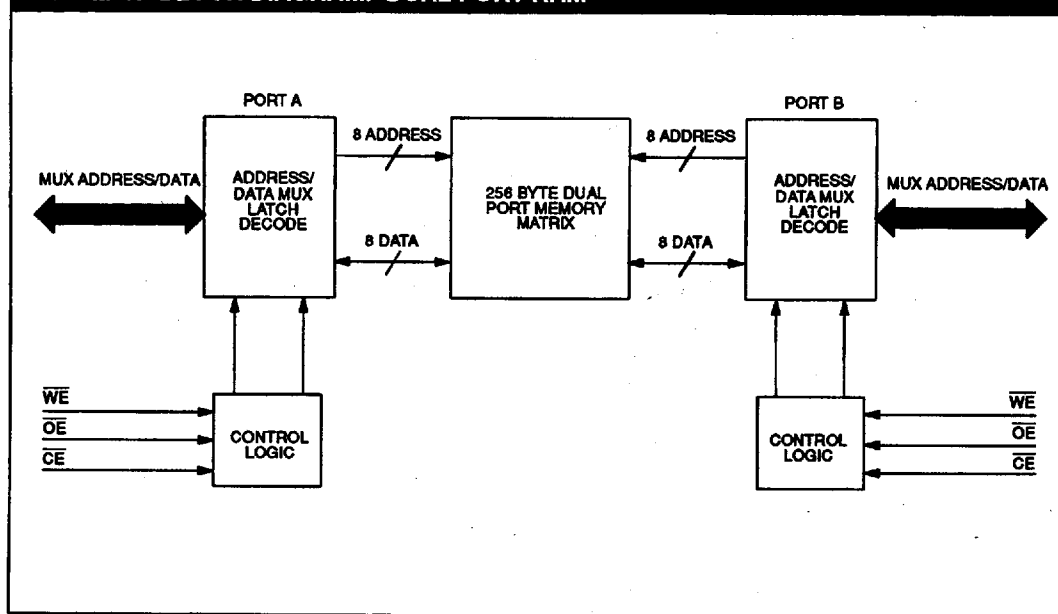 PORT A
PORT B
8 ADDRESS
8 ADDRESS
MUX ADDRESS/DATA
ADDRESS/
DATA MUX
LATCH
DECODE
256 BYTE DUAL
PORT MEMORY
MATRIX
ADDRESS/
DATA MUX
LATCH
DECODE
MUX ADDRESS/DATA
8 DATA
8 DATA
WE
OE
CE
CONTROL
LOGIC
CONTROL
LOGIC
WE
OE
CE